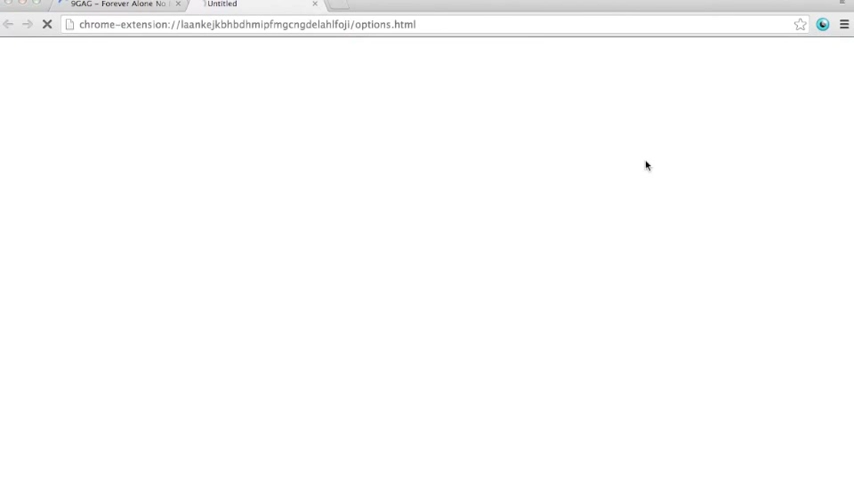 9GAG - Forever Alone No
Untitled
chrome-extension://laankejkbhbdhmipfmgcngdelahlfoji/options.html